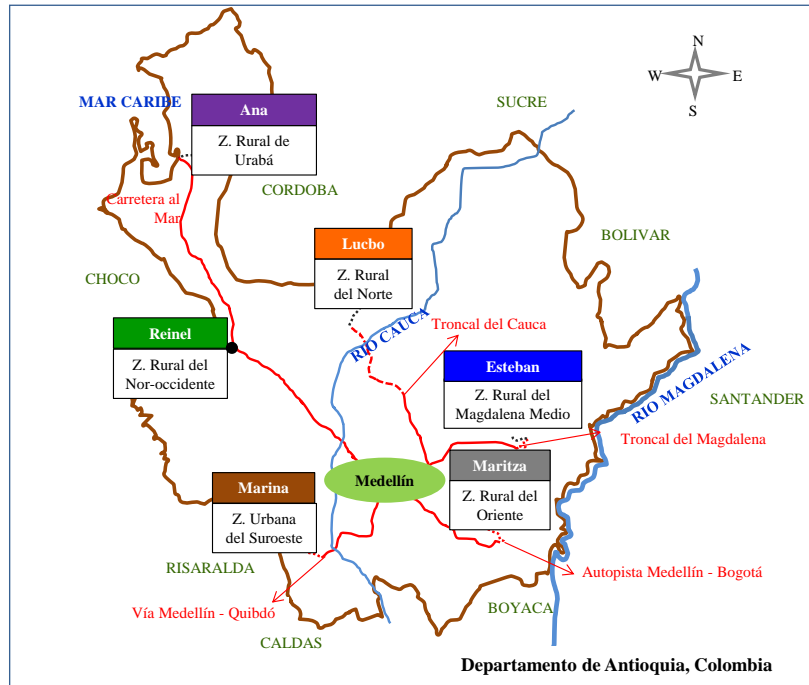 N
W E
S
SUCRE
MAR CARIBE
Ana
Z. Rural de
Urabá
CORDOBA
Carretera al
Mar
Lucbo
Z. Rural
del Norte
BOLIVAR
CHOCO
Reinel
Z. Rural del
Nor-occidente
RIO CAUCA
Troncal del Cauca
Esteban
Z. Rural del
Magdalena Medio
RIO MAGDALENA
SANTANDER
Troncal del Magdalena
Medellín
Maritza
Z. Rural del
Oriente
Marina
Z. Urbana
del Suroeste
RISARALDA
Autopista Medellín - Bogotá
Vía Medellín - Quibdó
BOYACA
CALDAS
Departamento de Antioquia, Colombia